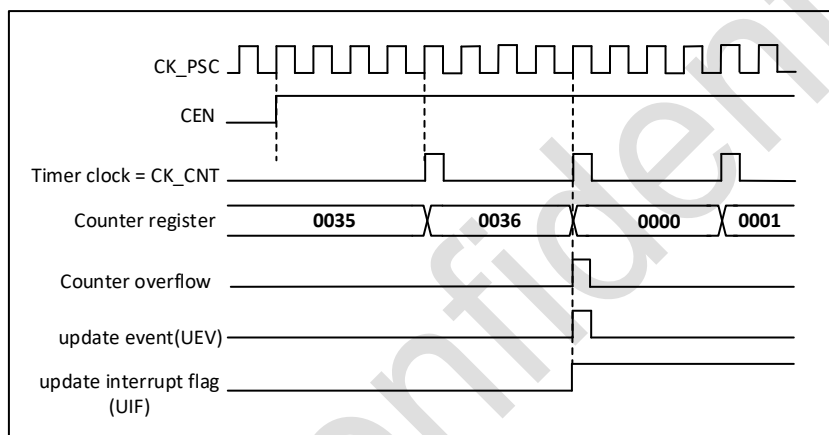 CK_PSC
CEN
Timer clock = CK_CNT
Counter register 0035 0036 0000 0001
Counter overflow
update event(UEV)
update interrupt flag
(UIF)
onfident